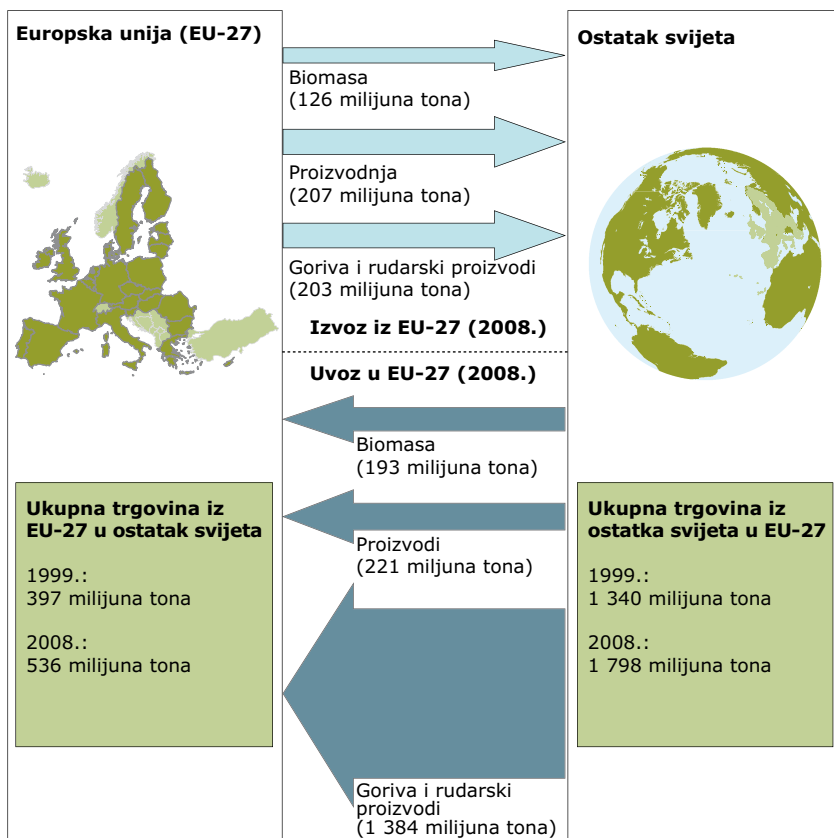 Europska unija (EU-27)
Ostatak svijeta
Biomasa
(126 milijuna tona)
Proizvodnja
(207 milijuna tona)
Goriva i rudarski proizvodi
(203 milijuna tona)
Izvoz iz EU-27 (2008.)
Uvoz u EU-27 (2008.)
Biomasa
(193 milijuna tona)
Proizvodi
(221 miljuna tona)
Goriva i rudarski
proizvodi
(1 384 milijuna tona)
Ukupna trgovina iz
EU-27 u ostatak svijeta
1999.:
397 milijuna tona
2008.:
536 milijuna tona
Ukupna trgovina iz
ostatka svijeta u EU-27
1999.:
1 340 milijuna tona
2008.:
1 798 milijuna tona